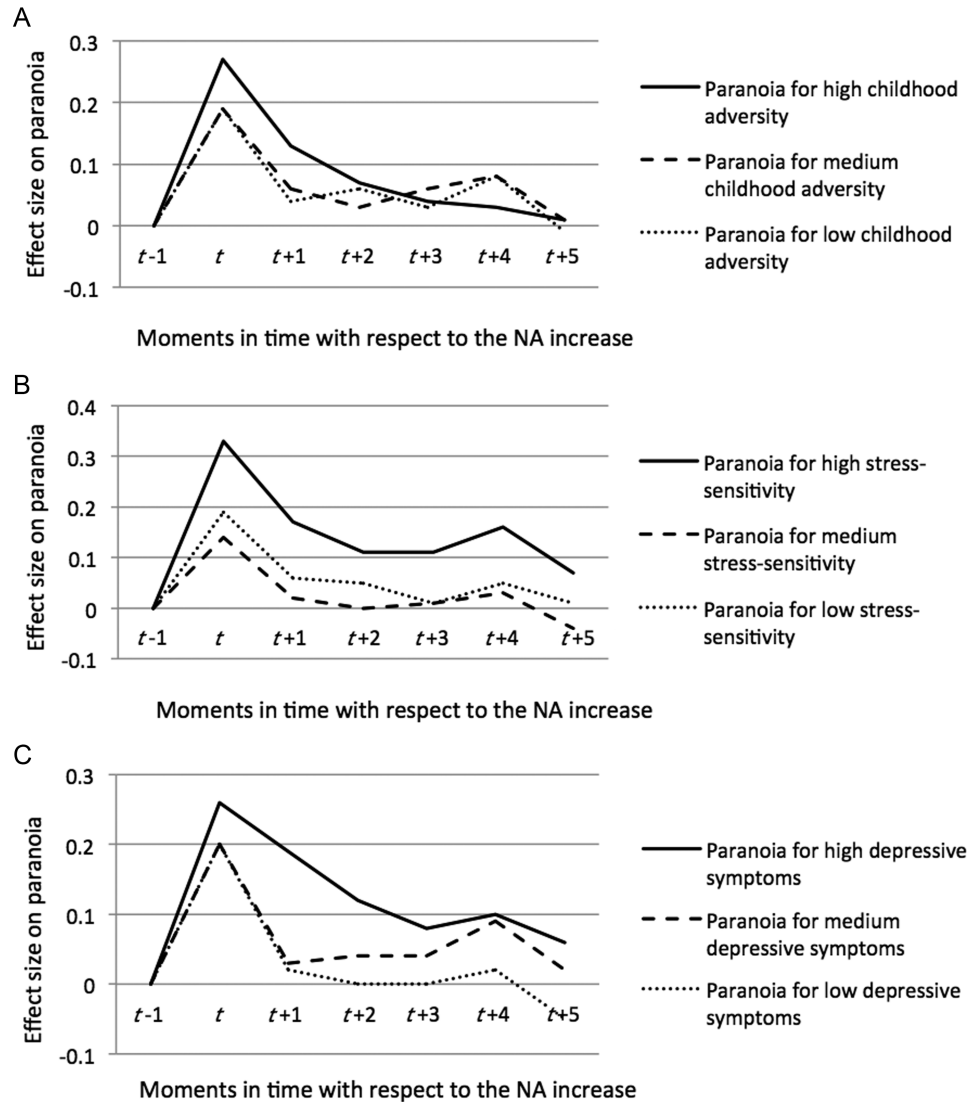 A
0.3
0.2
0.1
0
-0.1
Effect size on paranoia
t-1 t t+1 t+2 t+3 t+4 t+5
Moments in time with respect to the NA increase
Paranoia for high childhood
adversity
Paranoia for medium
childhood adversity
Paranoia for low childhood
adversity
B
0.4
0.3
0.2
0.1
0
-0.1
Effect size on paranoia
t-1 t t+1 t+2 t+3 t+4 t+5
Moments in time with respect to the NA increase
Paranoia for high stress-
sensitivity
Paranoia for medium
stress-sensitivity
Paranoia for low stress-
sensitivity
C
0.3
0.2
0.1
0
-0.1
Effect size on paranoia
t-1 t t+1 t+2 t+3 t+4 t+5
Moments in time with respect to the NA increase
Paranoia for high depressive
symptoms
Paranoia for medium
depressive symptoms
Paranoia for low depressive
symptoms